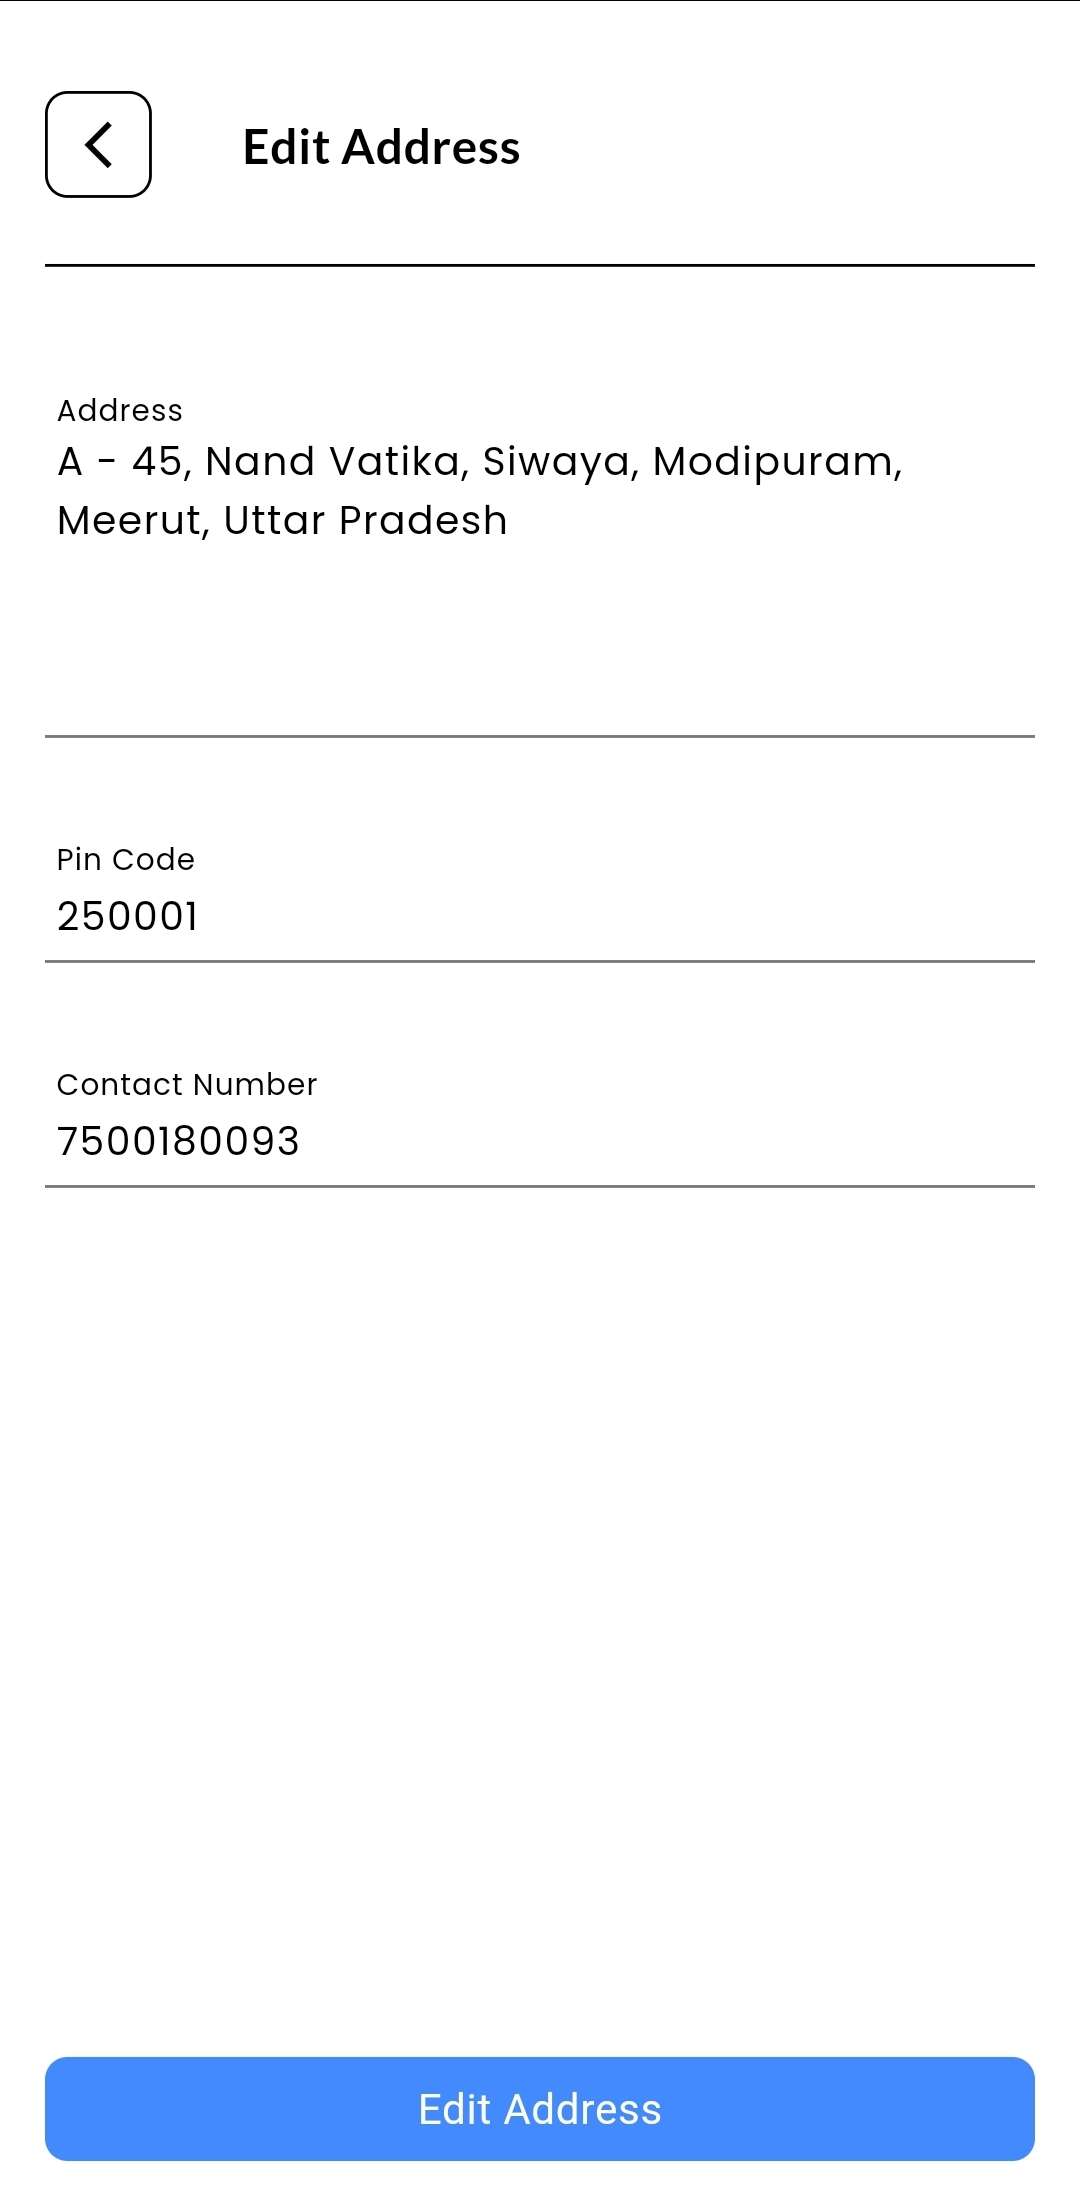 Edit Address
Address
A - 45, Nand Vatika, Siwaya, Modipuram,
Meerut, Uttar Pradesh
Pin Code
250001
Contact Number
7500180093
Edit Address